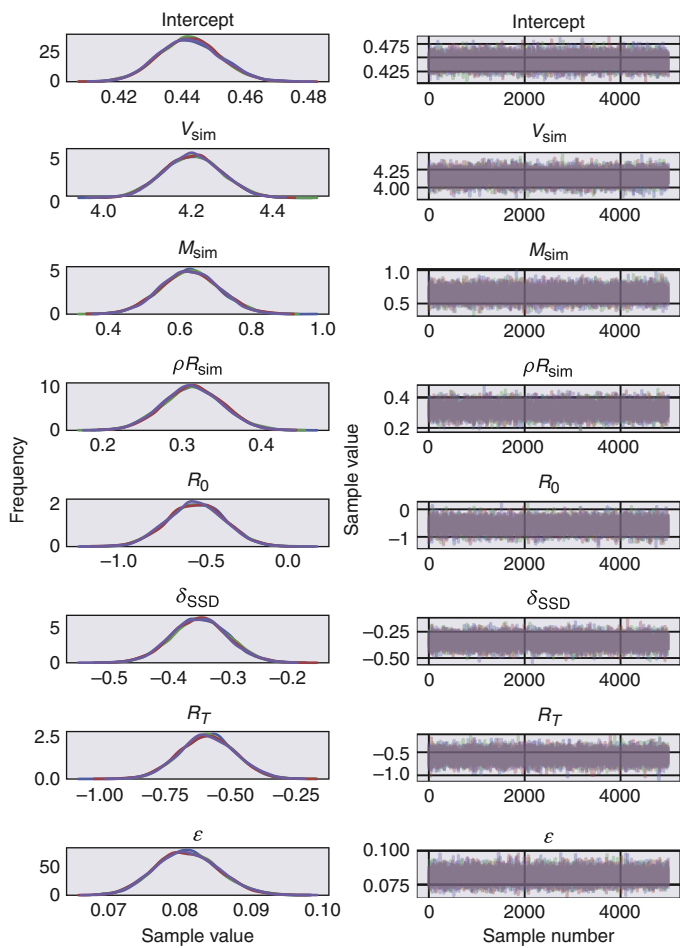 Intercept
25
0
0.42 0.44 0.46 0.48
Intercept
0.475
0.425
0 2000 4000
Vsim
5
0
4.0 4.2 4.4
Vsim
4.25
4.00
0 2000 4000
Msim
5
0
0.4 0.6 0.8 1.0
Msim
1.0
0.5
0 2000 4000
ρRsim
10
5
0
0.2 0.3 0.4
ρRsim
0.4
0.2
0 2000 4000
R0
2
0
–1.0 –0.5 0.0
R0
0
–1
0 2000 4000
δSSD
5
0
–0.5 –0.4 –0.3 –0.2
δSSD
–0.25
–0.50
0 2000 4000
RT
2.5
0.0
–1.00 –0.75 –0.50 –0.25
RT
–0.5
–1.0
0 2000 4000
ε
50
0
0.07 0.08 0.09 0.10
ε
0.100
0.075
0 2000 4000
Frequency
Sample value
Sample value
Sample number